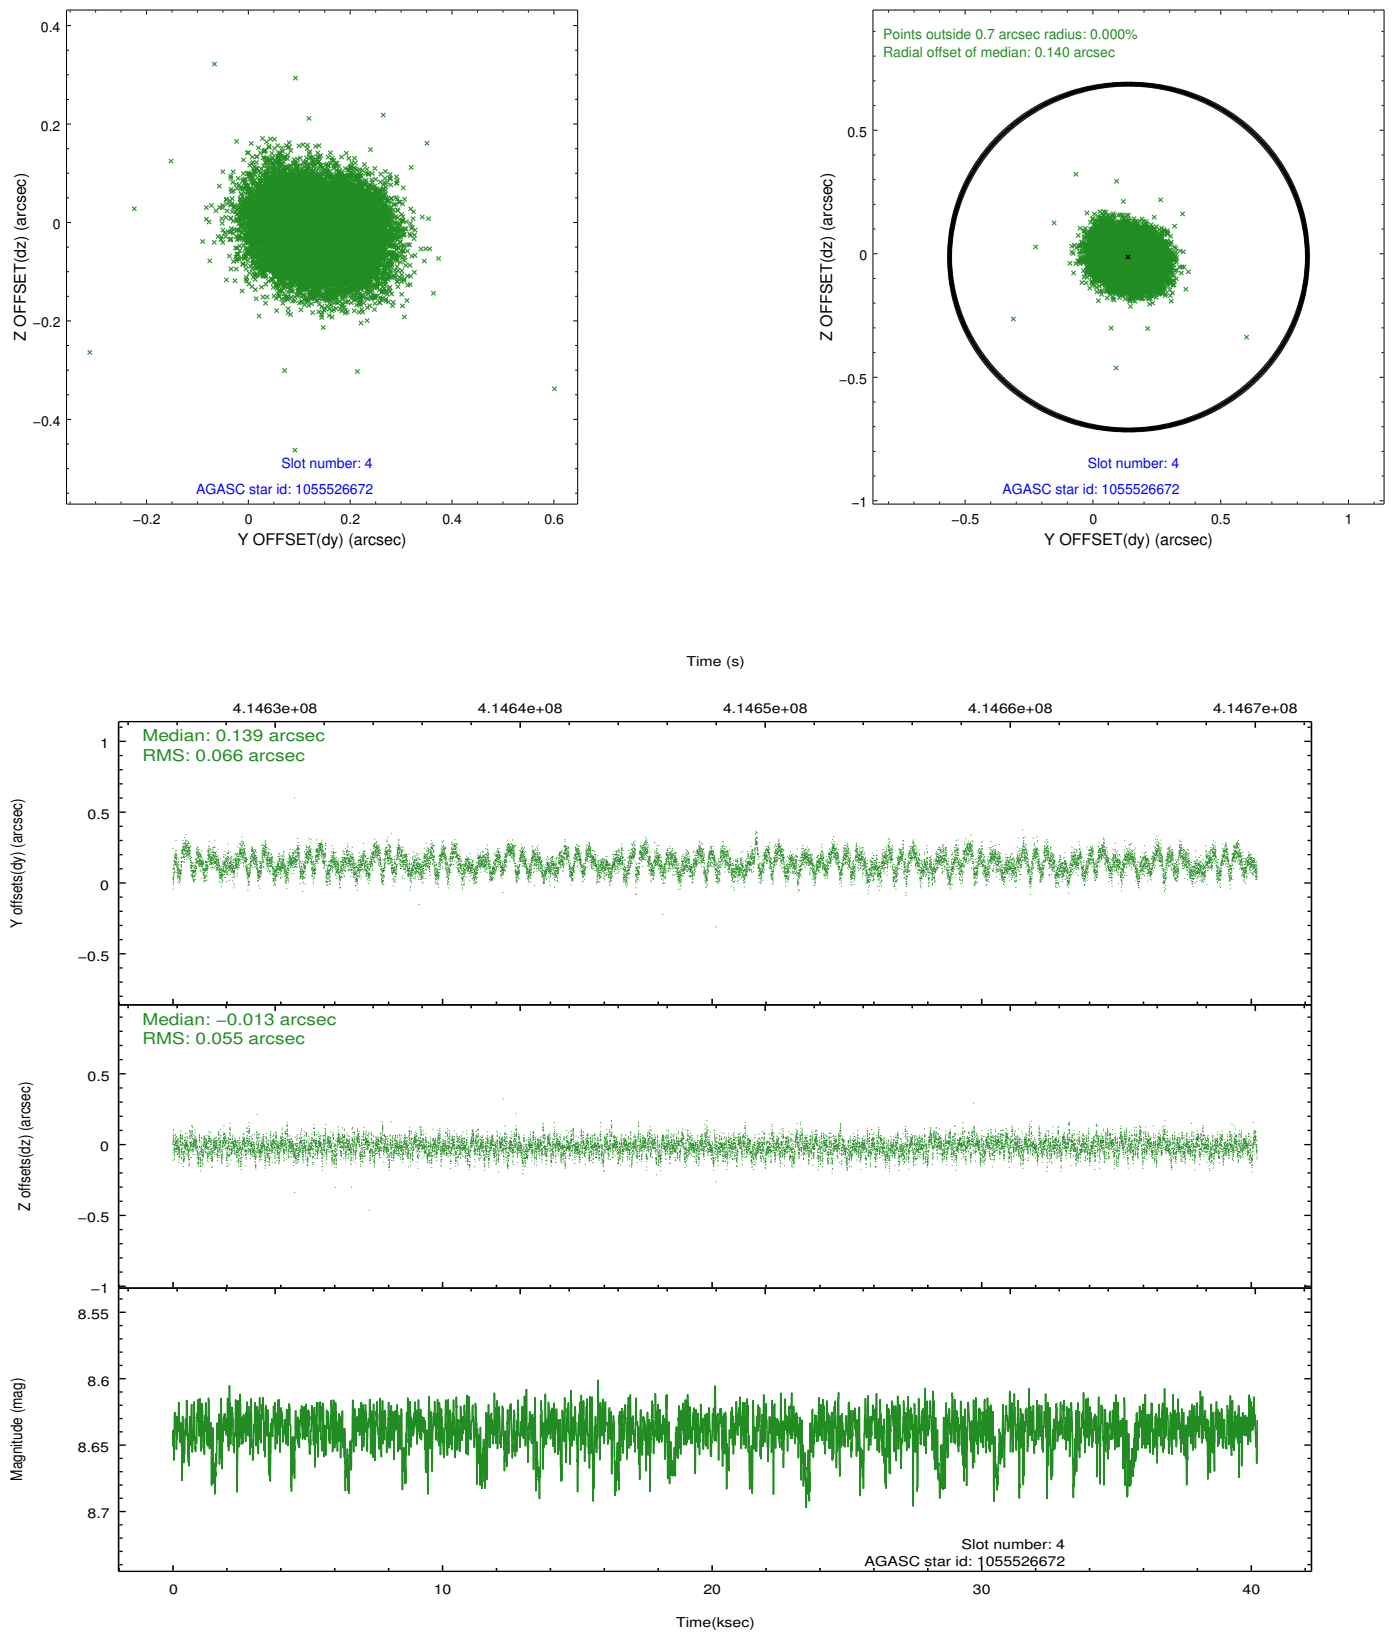 0.4
0.2
0
−0.2
−0.4
Z OFFSET(dz) (arcsec)
Slot number: 4
AGASC star id: 1055526672
−0.2 0 0.2 0.4 0.6
Y OFFSET(dy) (arcsec)
Points outside 0.7 arcsec radius: 0.000%
Radial offset of median: 0.140 arcsec
0.5
0
−0.5
−1
Z OFFSET(dz) (arcsec)
Slot number: 4
AGASC star id: 1055526672
−0.5 0 0.5 1
Y OFFSET(dy) (arcsec)
Time (s)
4.1463e+08 4.1464e+08 4.1465e+08 4.1466e+08 4.1467e+08
Median: 0.139 arcsec
RMS: 0.066 arcsec
1
0.5
0
−0.5
Y offsets(dy) (arcsec)
Median: −0.013 arcsec
RMS: 0.055 arcsec
0.5
0
−0.5
−1
Z offsets(dz) (arcsec)
8.55
8.6
8.65
8.7
Magnitude (mag)
Slot number: 4
AGASC star id: 1055526672
0 10 20 30 40
Time(ksec)